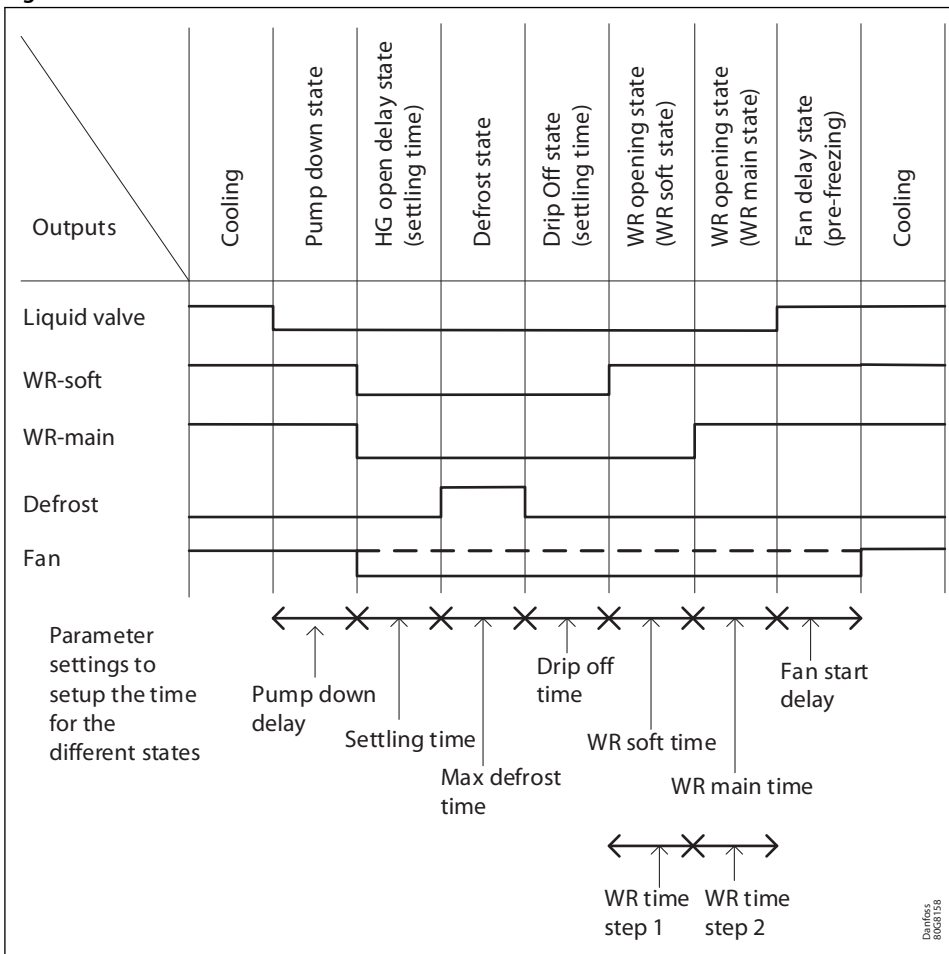 Outputs
Cooling
Pump down state
HG open delay state
(settling time)
Defrost state
Drip Off state
(settling time)
WR opening state
(WR soft state)
WR opening state
(WR main state)
Fan delay state
(pre-freezing)
Cooling
Liquid valve
WR-soft
WR-main
Defrost
Fan
Parameter
settings to
setup the time
for the
different states
Pump down
delay
Settling time
Max defrost
time
Drip off
time
WR soft time
WR main time
Fan start
delay
WR time
step 1
WR time
step 2
Danfoss
80G8158